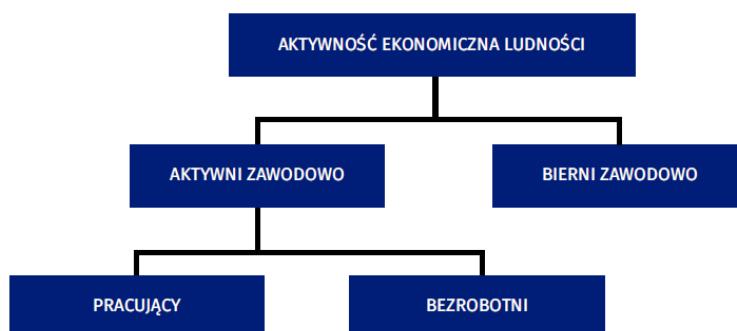 AKTYWNOŚĆ EKONOMICZNA LUDNOŚCI
AKTYWNI ZAWODOWO
BIERNI ZAWODOWO
PRACUJĄCY
BEZROBOTNI